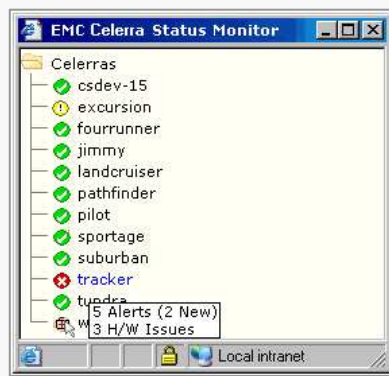 EMC Celerra Status Monitor
Celerras
csdev-15
excursion
fourrunner
jimmy
landcruiser
pathfinder
pilot
sportage
suburban
tracker
tundra
5 Alerts (2 New)
3 H/W Issues
Local intranet